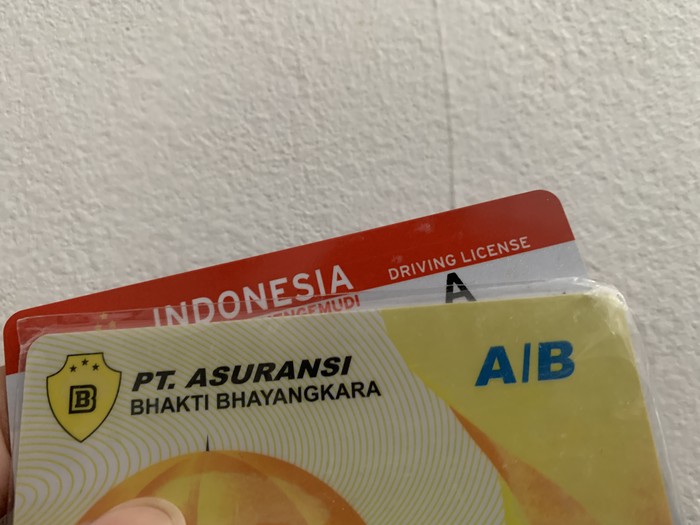 INDONESIA
DRIVING LICENSE
A
B
PT. ASURANSI
BHAKTI BHAYANGKARA
A/B